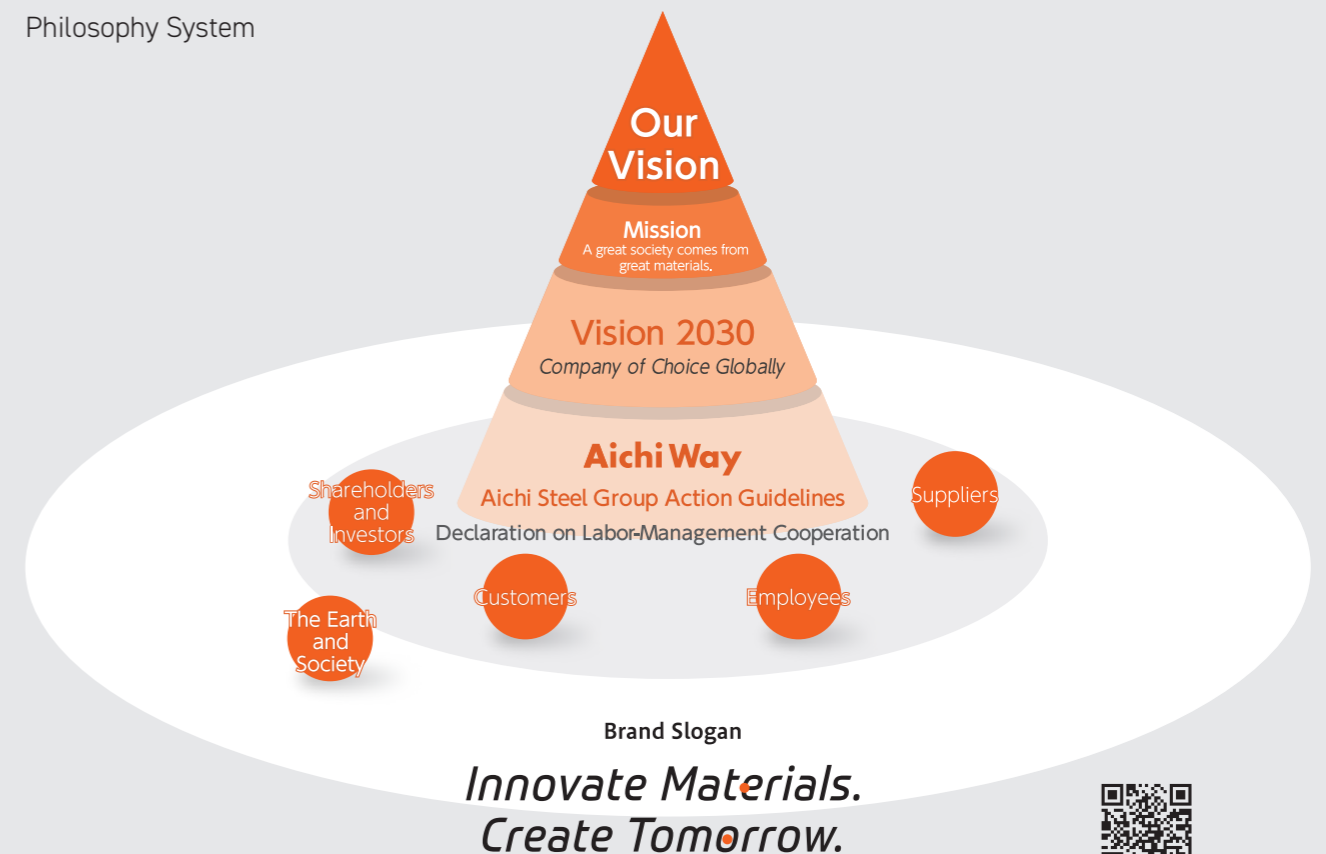 Philosophy System
Our
Vision
Mission
A great society comes from
great materials.
Vision 2030
Company of Choice Globally
Aichi Way
Aichi Steel Group Action Guidelines
Declaration on Labor-Management Cooperation
Shareholders
and
Investors
Suppliers
Customers
Employees
The Earth
and
Society
Brand Slogan
Innovate Materials.
Create Tomorrow.